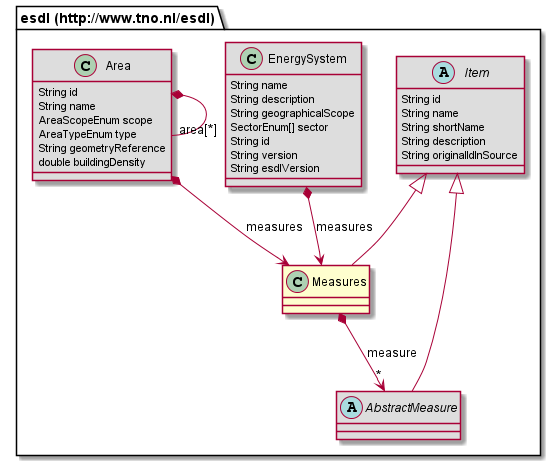 esdl (http://www.tno.nl/esdl)
C Area
String id
String name
AreaScopeEnum scope
AreaTypeEnum type
String geometryReference
double buildingDensity
area[*]
C EnergySystem
String name
String description
String geographicalScope
SectorEnum[] sector
String id
String version
String esdlVersion
A Item
String id
String name
String shortName
String description
String originalIdInSource
measures
measures
C Measures
measure
*
A AbstractMeasure